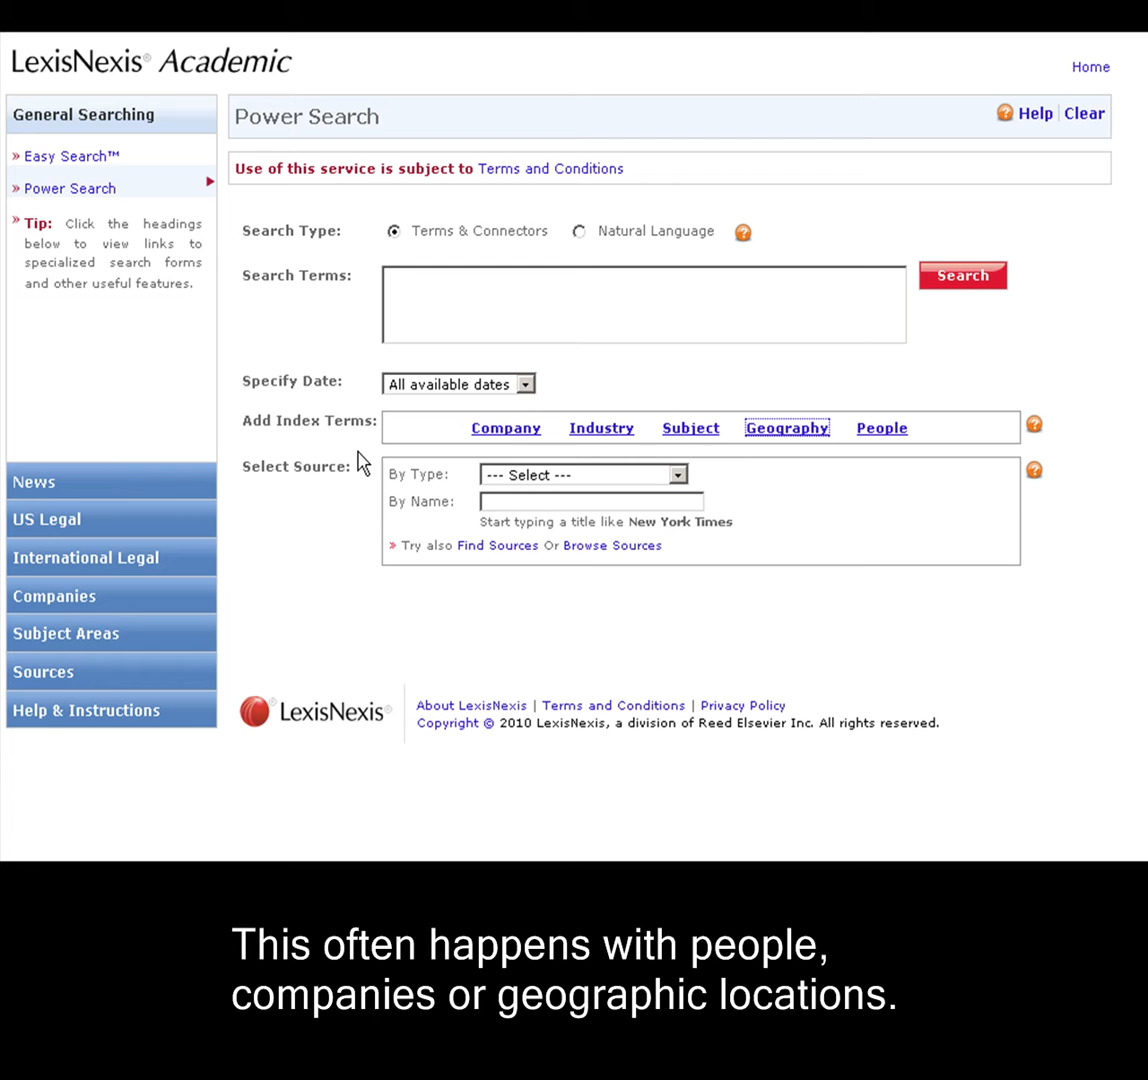 LexisNexis® Academic
Home
General Searching
» Easy Search™
» Power Search
» Tip: Click the headings
below to view links to
specialized search forms
and other useful features.
News
US Legal
International Legal
Companies
Subject Areas
Sources
Help & Instructions
Power Search
? Help | Clear
Use of this service is subject to Terms and Conditions
Search Type: Terms & Connectors Natural Language ?
Search Terms: Search
Specify Date: All available dates
Add Index Terms: Company Industry Subject Geography People ?
Select Source: By Type: --- Select --- ?
By Name:
Start typing a title like New York Times
» Try also Find Sources Or Browse Sources
LexisNexis®
About LexisNexis | Terms and Conditions | Privacy Policy
Copyright © 2010 LexisNexis, a division of Reed Elsevier Inc. All rights reserved.
This often happens with people,
companies or geographic locations.